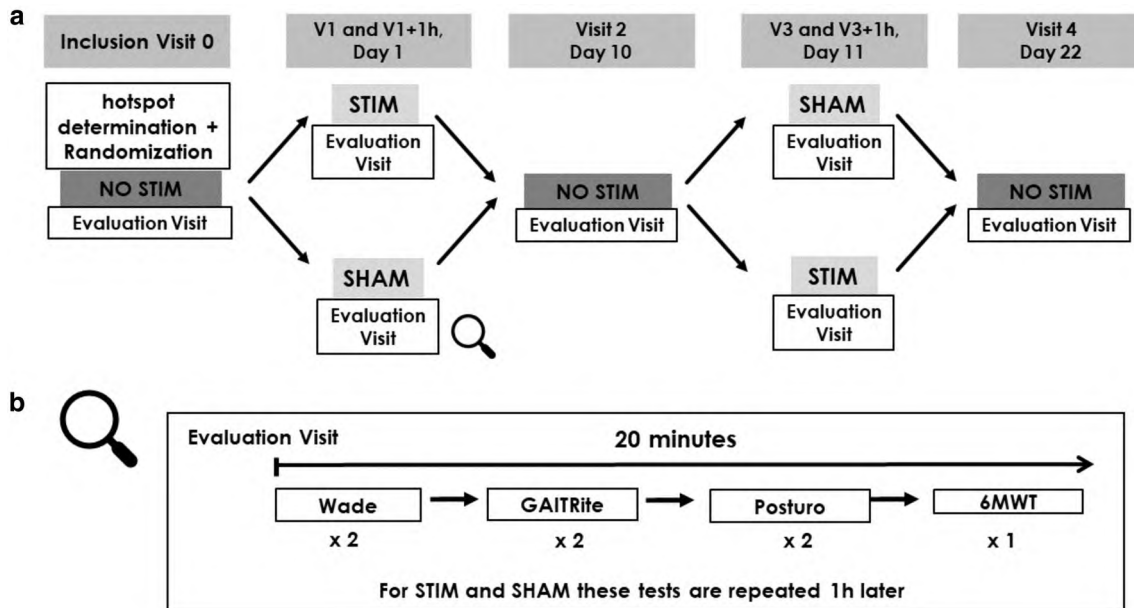 a
Inclusion Visit 0
V1 and V1+1h,
Day 1
Visit 2
Day 10
V3 and V3+1h,
Day 11
Visit 4
Day 22
hotspot
determination +
Randomization
NO STIM
Evaluation Visit
STIM
Evaluation
Visit
SHAM
Evaluation
Visit
NO STIM
Evaluation Visit
SHAM
Evaluation
Visit
STIM
Evaluation
Visit
NO STIM
Evaluation Visit
b
Evaluation Visit
20 minutes
Wade
x 2
GAITRite
x 2
Posturo
x 2
6MWT
x 1
For STIM and SHAM these tests are repeated 1h later